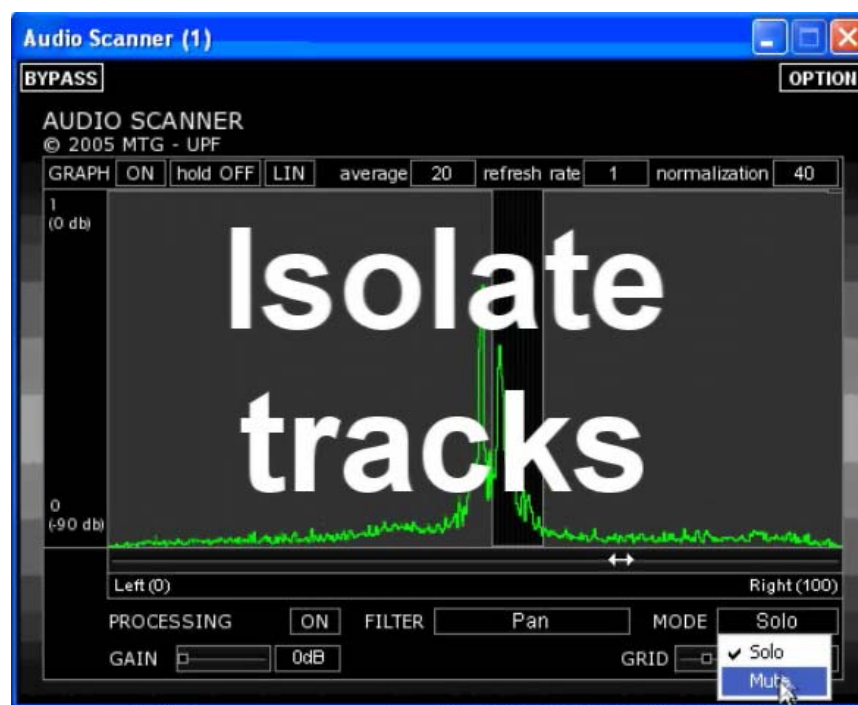 Audio Scanner (1)
BYPASS OPTION
AUDIO SCANNER
© 2005 MTG - UPF
GRAPH ON hold OFF LIN average 20 refresh rate 1 normalization 40
1
(0 db)
Isolate
tracks
0
(-90 db)
Left (0) Right (100)
PROCESSING ON FILTER Pan MODE Solo
GAIN 0dB GRID
Solo
Mute